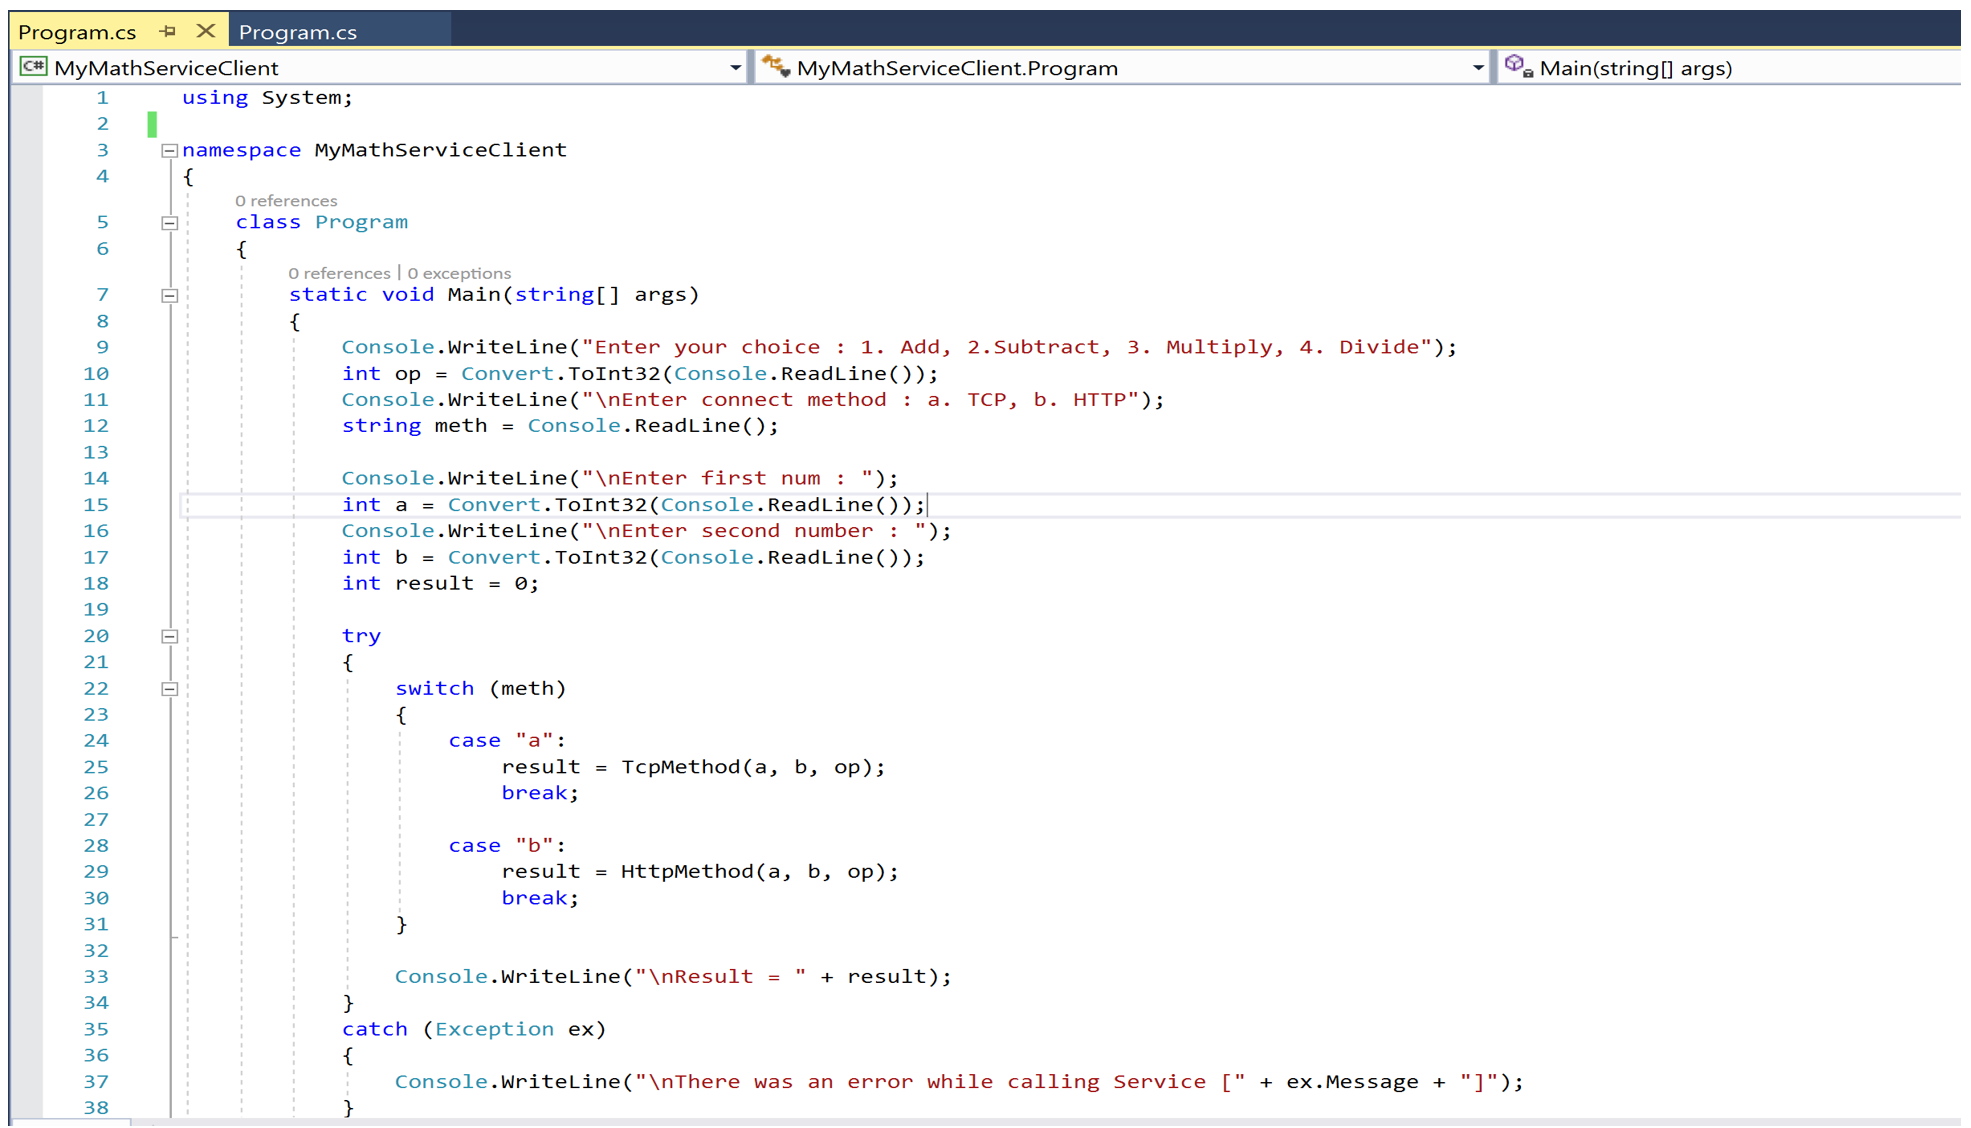 Program.cs Program.cs
C# MyMathServiceClient MyMathServiceClient.Program Main(string[] args)
1 using System;
2
3 namespace MyMathServiceClient
4 {
0 references
5 class Program
6 {
0 references | 0 exceptions
7 static void Main(string[] args)
8 {
9 Console.WriteLine("Enter your choice : 1. Add, 2.Subtract, 3. Multiply, 4. Divide");
10 int op = Convert.ToInt32(Console.ReadLine());
11 Console.WriteLine("\nEnter connect method : a. TCP, b. HTTP");
12 string meth = Console.ReadLine();
13
14 Console.WriteLine("\nEnter first num : ");
15 int a = Convert.ToInt32(Console.ReadLine());
16 Console.WriteLine("\nEnter second number : ");
17 int b = Convert.ToInt32(Console.ReadLine());
18 int result = 0;
19
20 try
21 {
22 switch (meth)
23 {
24 case "a":
25 result = TcpMethod(a, b, op);
26 break;
27
28 case "b":
29 result = HttpMethod(a, b, op);
30 break;
31 }
32
33 Console.WriteLine("\nResult = " + result);
34 }
35 catch (Exception ex)
36 {
37 Console.WriteLine("\nThere was an error while calling Service [" + ex.Message + "]");
38 }